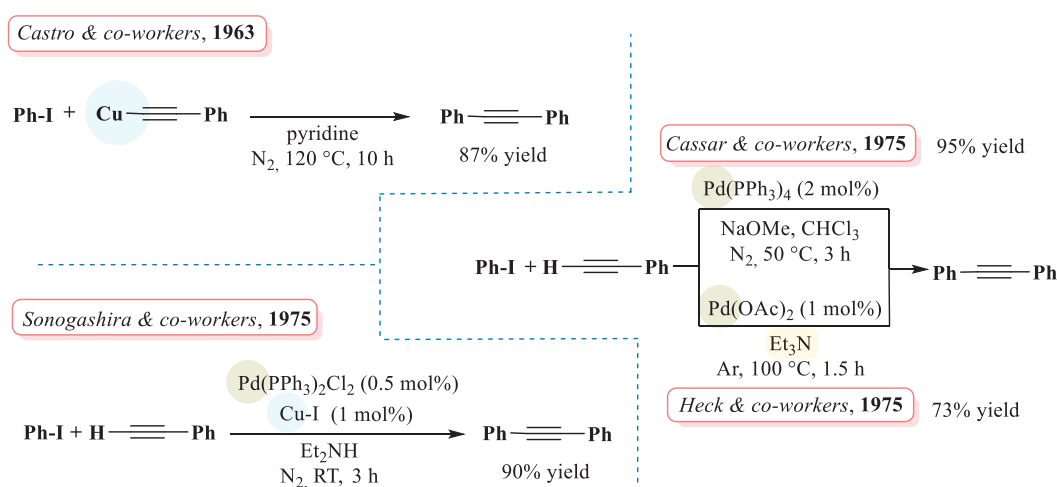 Castro & co-workers, 1963
Ph-I + Cu Ph
pyridine
N2, 120 °C, 10 h
Ph Ph
87% yield
Cassar & co-workers, 1975 95% yield
Pd(PPh3)4 (2 mol%)
NaOMe, CHCl3
N2, 50 °C, 3 h
Ph-I + H Ph
Ph Ph
Pd(OAc)2 (1 mol%)
Et3N
Ar, 100 °C, 1.5 h
Heck & co-workers, 1975 73% yield
Sonogashira & co-workers, 1975
Pd(PPh3)2Cl2 (0.5 mol%)
Cu-I (1 mol%)
Ph-I + H Ph
Et2NH
N2, RT, 3 h
Ph Ph
90% yield